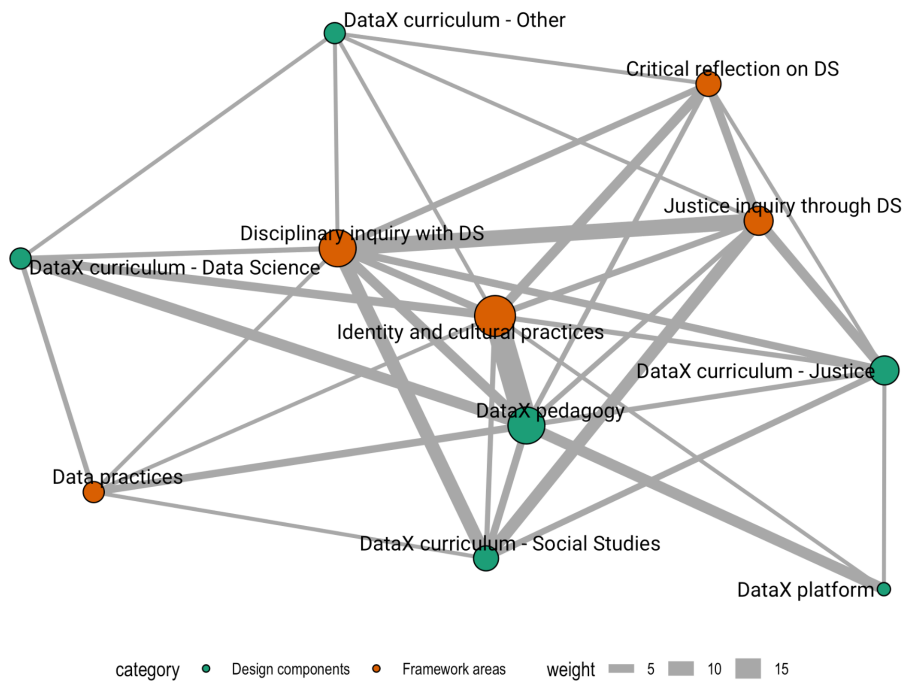 DataX curriculum - Other
Critical reflection on DS
Justice inquiry through DS
Disciplinary inquiry with DS
DataX curriculum - Data Science
Identity and cultural practices
DataX curriculum - Justice
DataX pedagogy
Data practices
DataX curriculum - Social Studies
DataX platform
category Design components Framework areas weight 5 10 15